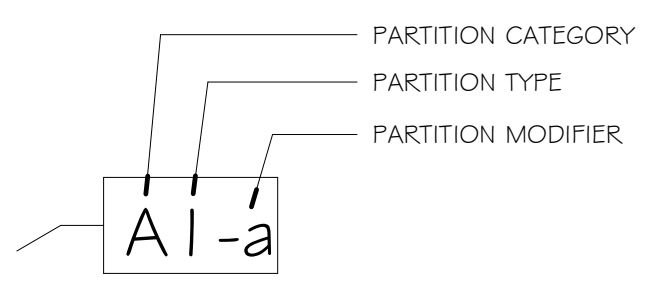 PARTITION CATEGORY
PARTITION TYPE
PARTITION MODIFIER
A1-a